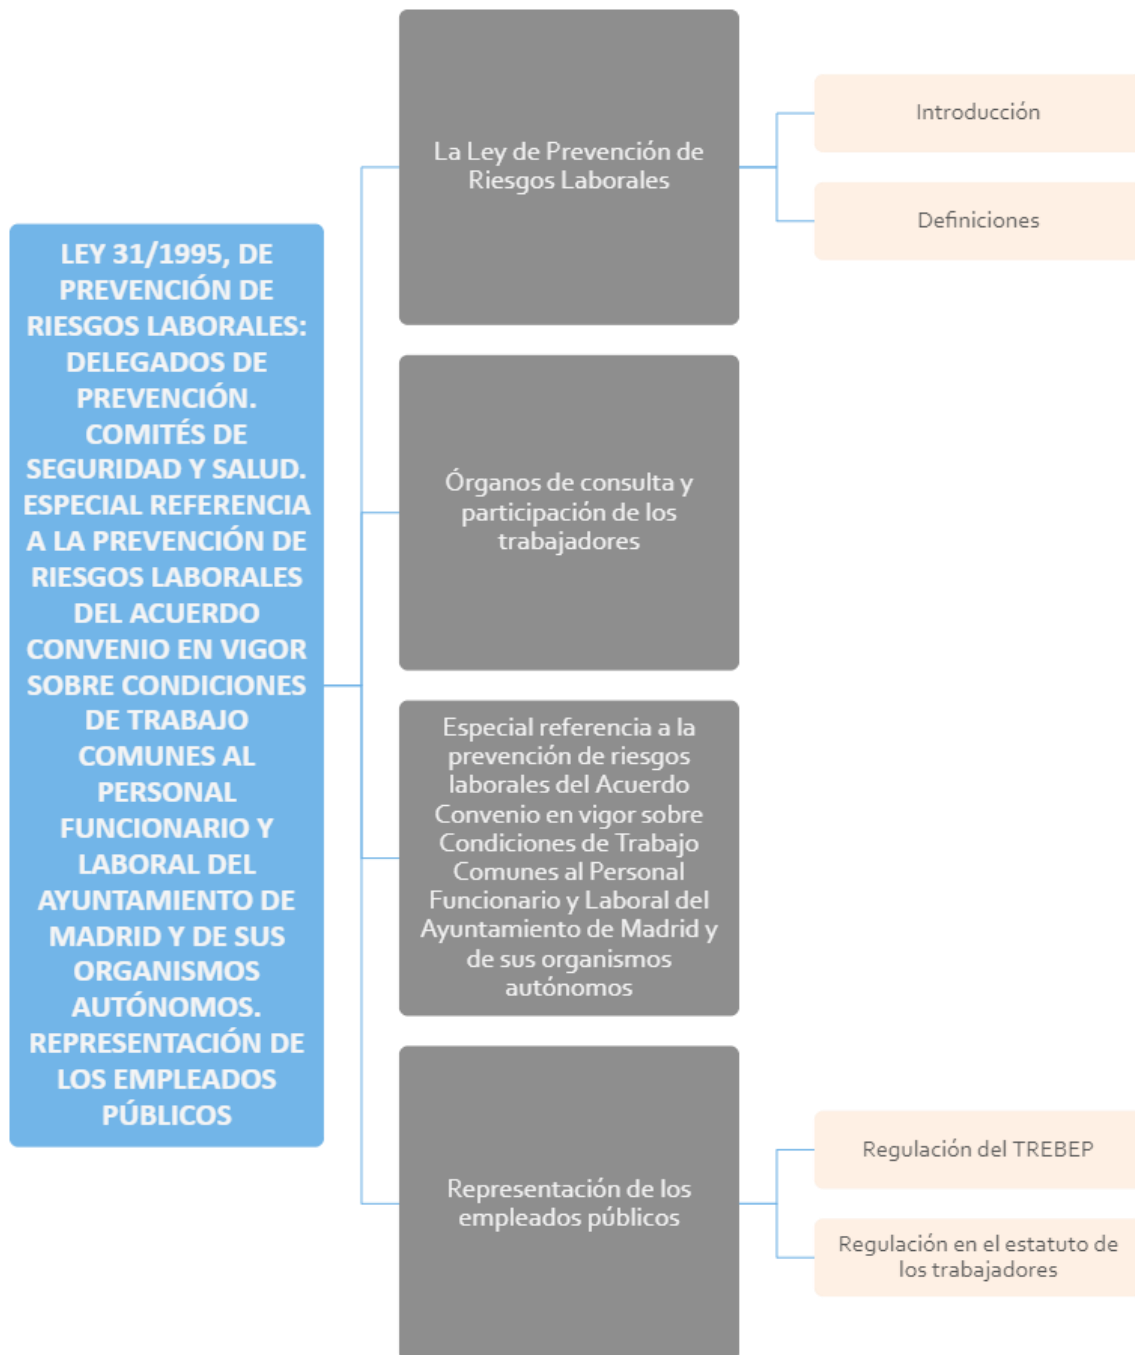 LEY 31/1995, DE
PREVENCIÓN DE
RIESGOS LABORALES:
DELEGADOS DE
PREVENCIÓN.
COMITÉS DE
SEGURIDAD Y SALUD.
ESPECIAL REFERENCIA
A LA PREVENCIÓN DE
RIESGOS LABORALES
DEL ACUERDO
CONVENIO EN VIGOR
SOBRE CONDICIONES
DE TRABAJO
COMUNES AL
PERSONAL
FUNCIONARIO Y
LABORAL DEL
AYUNTAMIENTO DE
MADRID Y DE SUS
ORGANISMOS
AUTÓNOMOS.
REPRESENTACIÓN DE
LOS EMPLEADOS
PÚBLICOS
La Ley de Prevención de
Riesgos Laborales
Introducción
Definiciones
Órganos de consulta y
participación de los
trabajadores
Especial referencia a la
prevención de riesgos
laborales del Acuerdo
Convenio en vigor sobre
Condiciones de Trabajo
Comunes al Personal
Funcionario y Laboral del
Ayuntamiento de Madrid y
de sus organismos
autónomos
Representación de los
empleados públicos
Regulación del TREBEP
Regulación en el estatuto de
los trabajadores